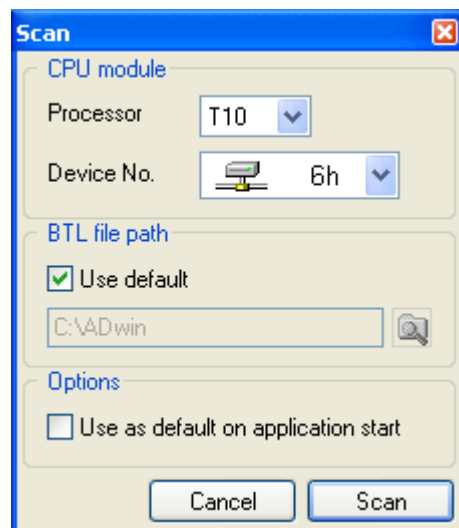 Scan
CPU module
Processor T10
Device No. 6h
BTL file path
Use default
C:\ADwin
Options
Use as default on application start
Cancel Scan